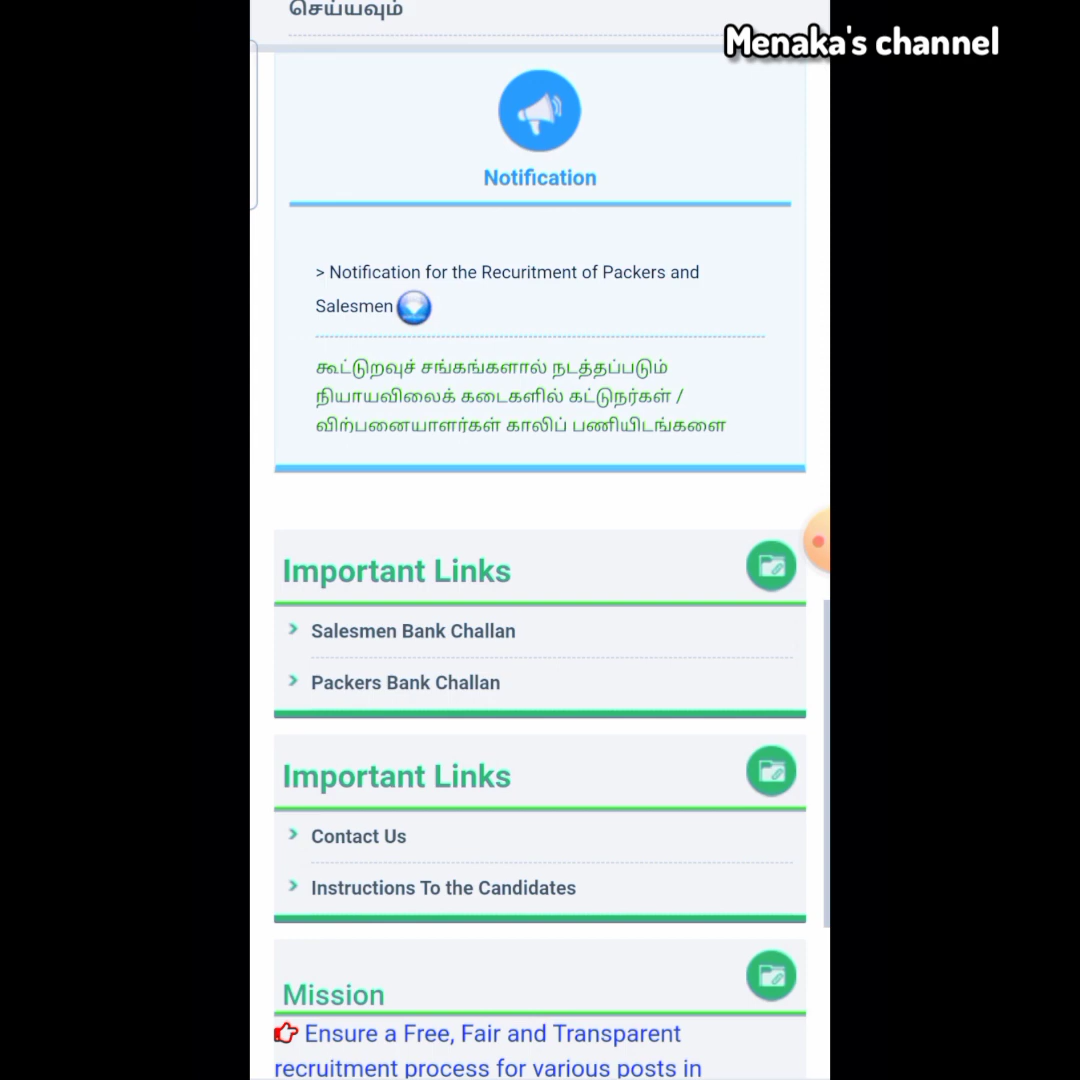 செய்யவும்
Menaka's channel
Notification
> Notification for the Recuritment of Packers and
Salesmen
கூட்டுறவுச் சங்கங்களால் நடத்தப்படும்
நியாயவிலைக் கடைகளில் கட்டுநர்கள் /
விற்பனையாளர்கள் காலிப் பணியிடங்களை
Important Links
Salesmen Bank Challan
Packers Bank Challan
Important Links
Contact Us
Instructions To the Candidates
Mission
Ensure a Free, Fair and Transparent
recruitment process for various posts in